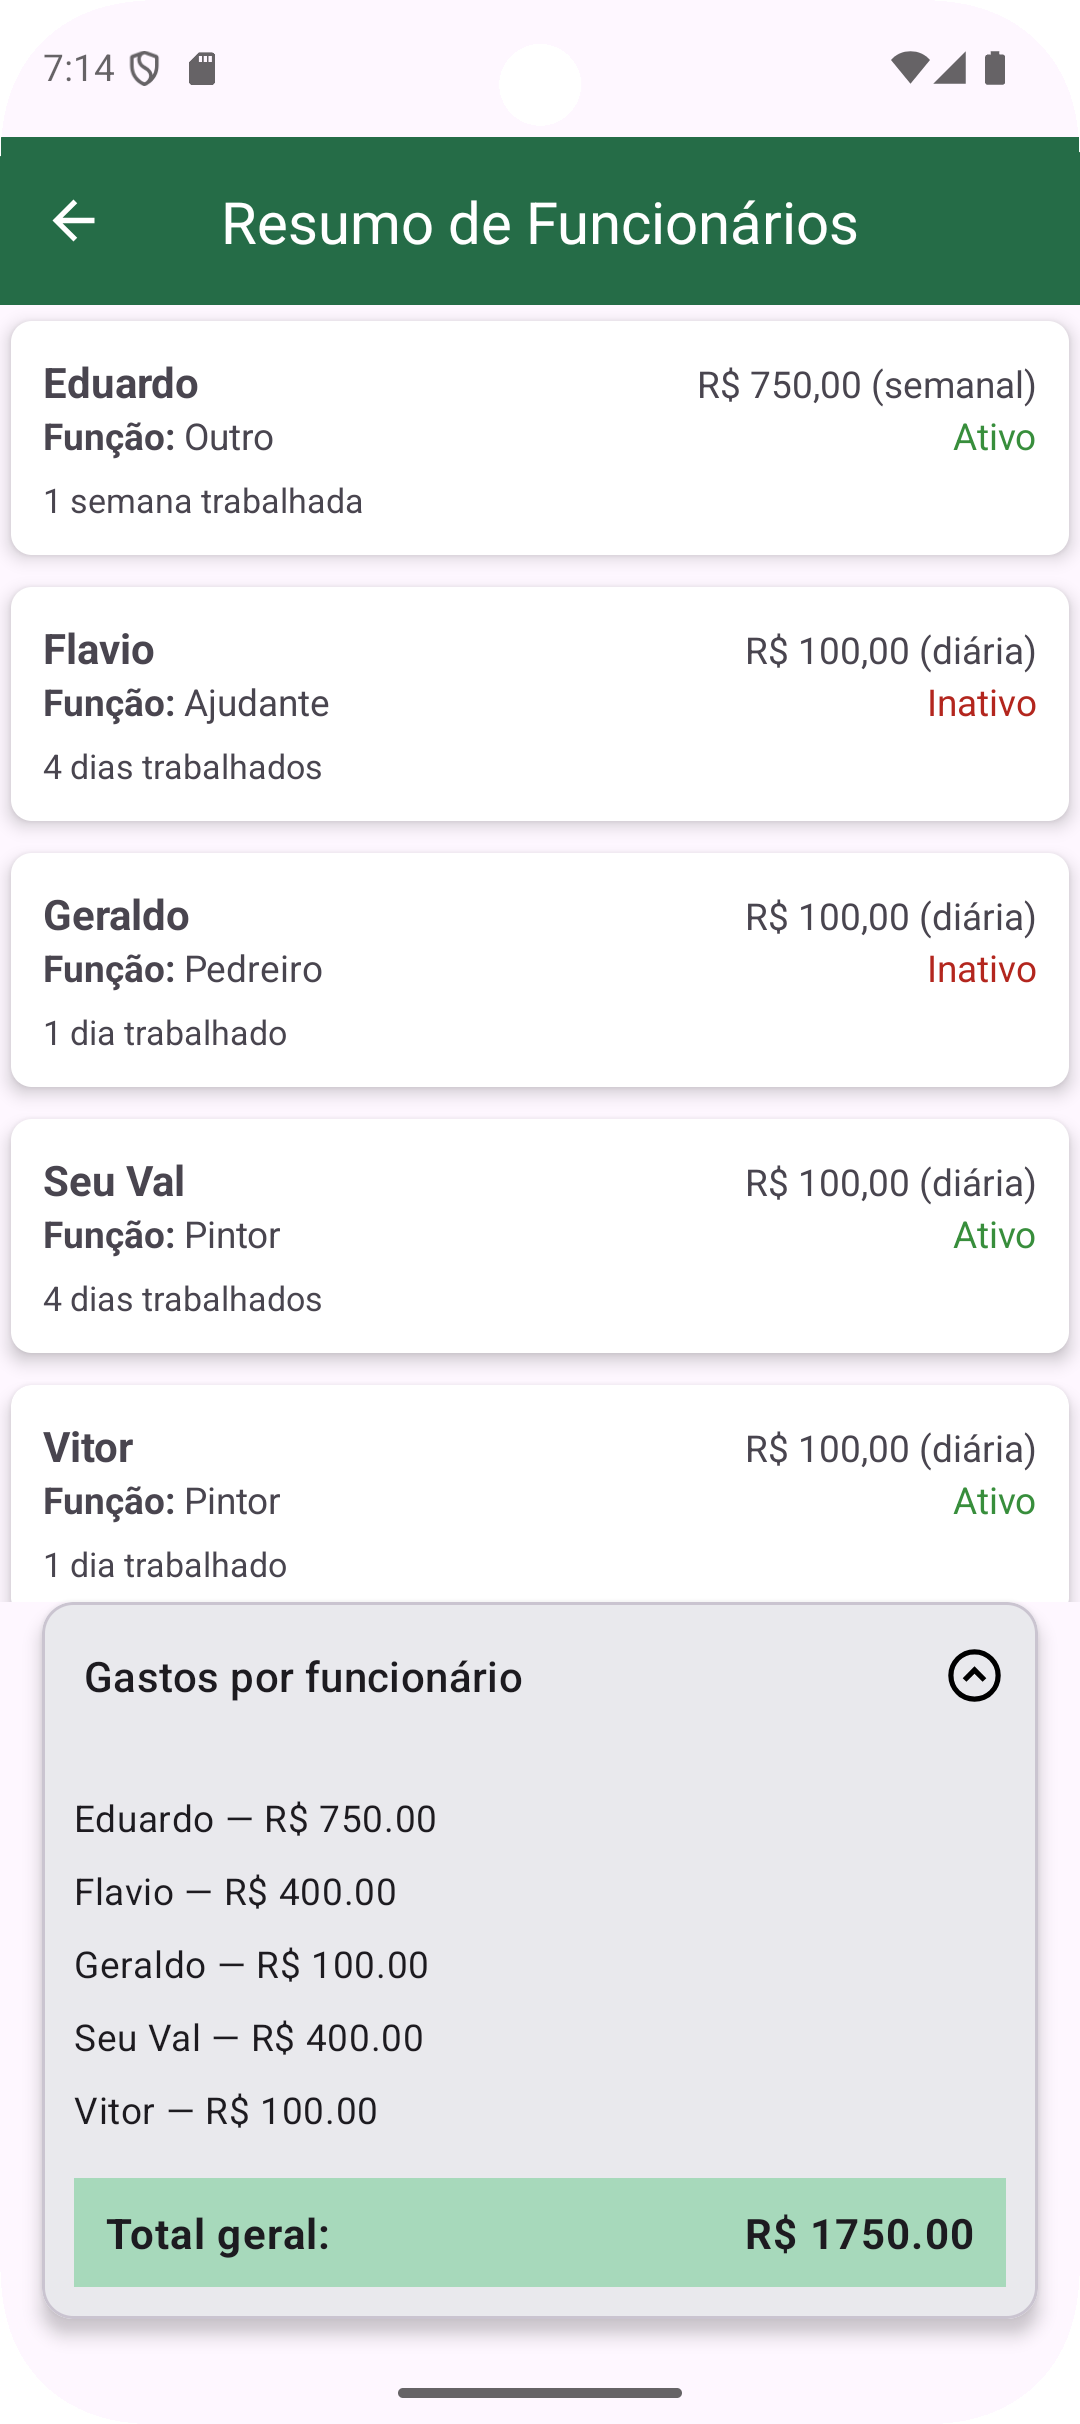 7:14
Resumo de Funcionários
Eduardo R$ 750,00 (semanal)
Função: Outro Ativo
1 semana trabalhada
Flavio R$ 100,00 (diária)
Função: Ajudante Inativo
4 dias trabalhados
Geraldo R$ 100,00 (diária)
Função: Pedreiro Inativo
1 dia trabalhado
Seu Val R$ 100,00 (diária)
Função: Pintor Ativo
4 dias trabalhados
Vitor R$ 100,00 (diária)
Função: Pintor Ativo
1 dia trabalhado
Gastos por funcionário
Eduardo — R$ 750.00
Flavio — R$ 400.00
Geraldo — R$ 100.00
Seu Val — R$ 400.00
Vitor — R$ 100.00
Total geral: R$ 1750.00